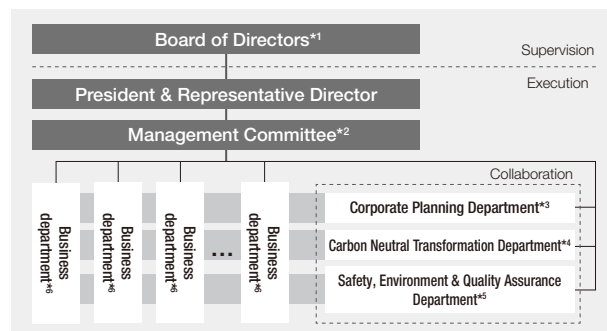 Board of Directors*1
Supervision
Execution
President & Representative Director
Management Committee*2
Collaboration
Business
department*6
Business
department*6
Business
department*6
...
Business
department*6
Corporate Planning Department*3
Carbon Neutral Transformation Department*4
Safety, Environment & Quality Assurance
Department*5